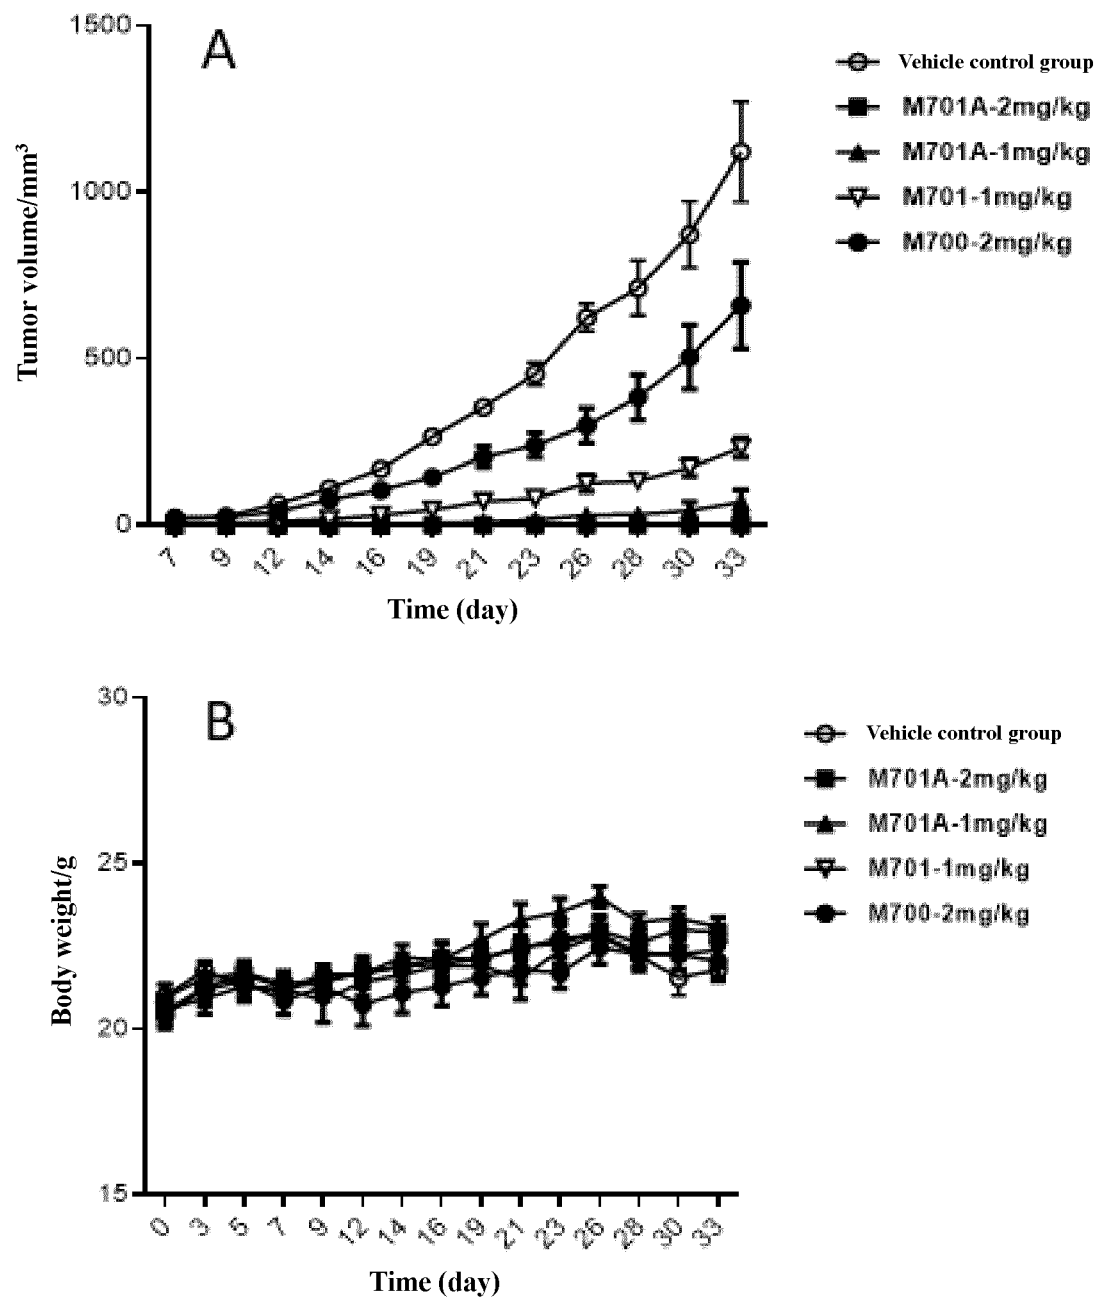 A
1500
1000
500
0
Tumor volume/mm³
7 9 12 14 16 19 21 23 26 28 30 33
Time (day)
Vehicle control group
M701A-2mg/kg
M701A-1mg/kg
M701-1mg/kg
M700-2mg/kg
B
30
25
20
15
Body weight/g
0 3 5 7 9 12 14 16 19 21 23 26 28 30 33
Time (day)
Vehicle control group
M701A-2mg/kg
M701A-1mg/kg
M701-1mg/kg
M700-2mg/kg